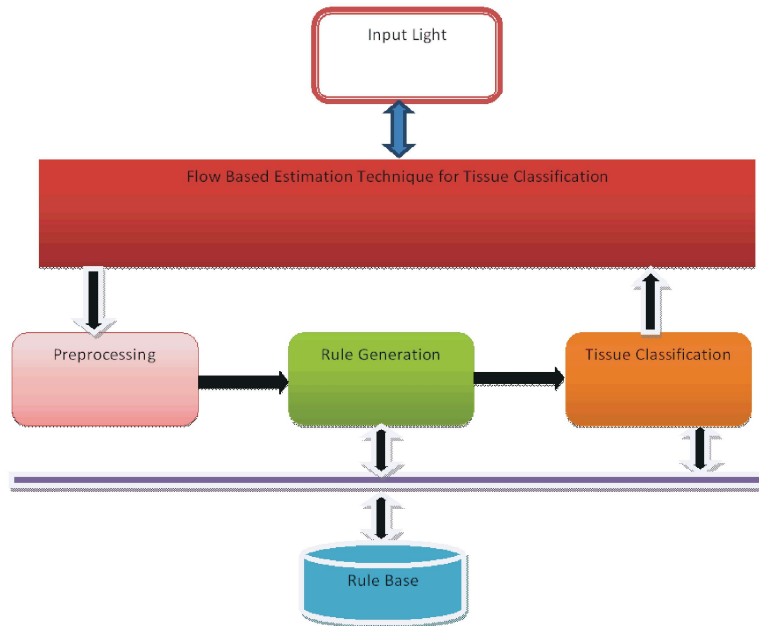 Input Light
Flow Based Estimation Technique for Tissue Classification
Preprocessing
Rule Generation
Tissue Classification
Rule Base